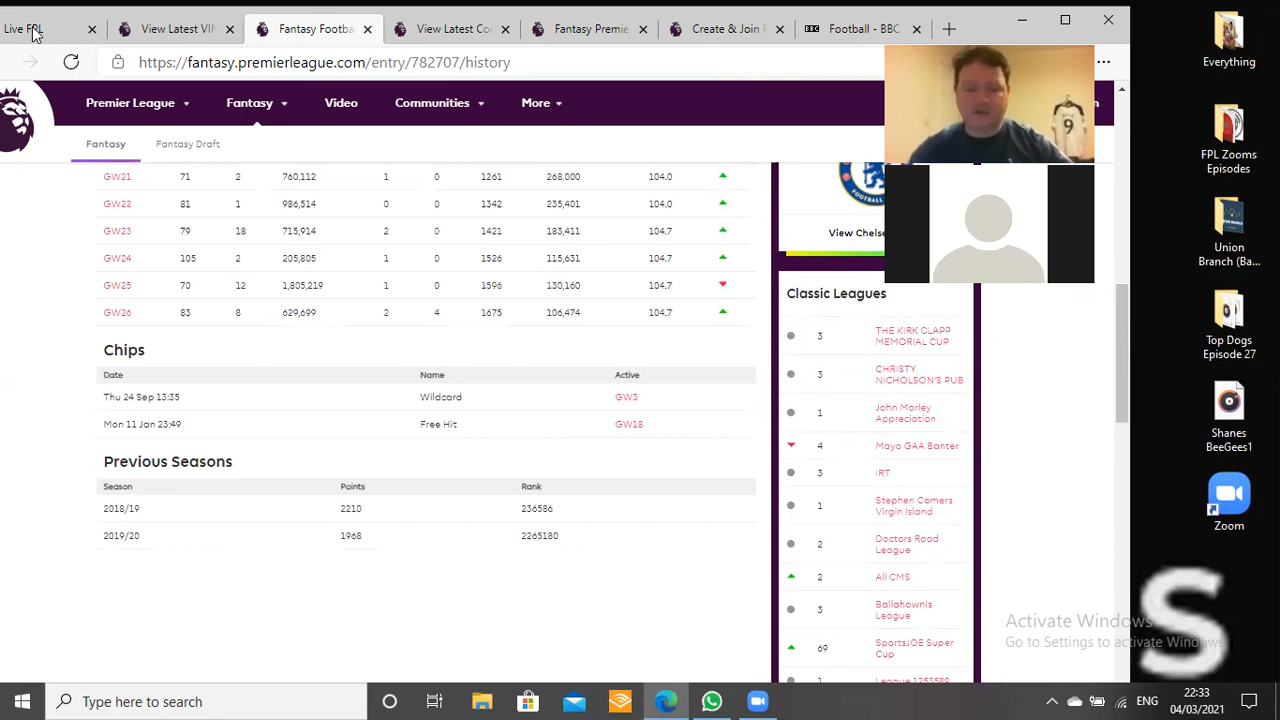 Live FPL
View Latest VIN
Fantasy Footba
View Latest Co
Fantasy Premie
Create & Join
Football - BBC
https://fantasy.premierleague.com/entry/782707/history
Premier League
Fantasy
Video
Communities
More
Fantasy
Fantasy Draft
GW21 71 2 760,112 1 0 1261 268,000 104.0
GW22 81 1 986,514 0 0 1342 235,401 104.0
GW23 79 18 715,914 2 0 1421 183,411 104.7
GW24 105 2 205,805 1 0 1526 115,631 104.7
GW25 70 12 1,805,219 1 0 1596 130,160 104.7
GW26 83 8 629,699 2 4 1675 106,474 104.7
Chips
Date Name Active
Thu 24 Sep 13:35 Wildcard GW3
Mon 11 Jan 23:49 Free Hit GW18
Previous Seasons
Season Points Rank
2018/19 2210 236586
2019/20 1968 2265180
9
View Chelse
Classic Leagues
3 THE KIRK CLAPP
MEMORIAL CUP
3 CHRISTY
NICHOLSON'S PUB
1 John Morley
Appreciation
4 Mayo GAA Banter
3 IRT
1 Stephen Comers
Virgin Island
2 Doctors Road
League
2 All CMS
3 Ballahownis
League
69 SportsJOE Super
Cup
1 League 1253589
Everything
FPL Zooms
Episodes
Union
Branch (Ba...
Top Dogs
Episode 27
Shanes
BeeGees1
Zoom
S
Activate Windows
Go to Settings to activate Windows.
Type here to search
ENG
22:33
04/03/2021